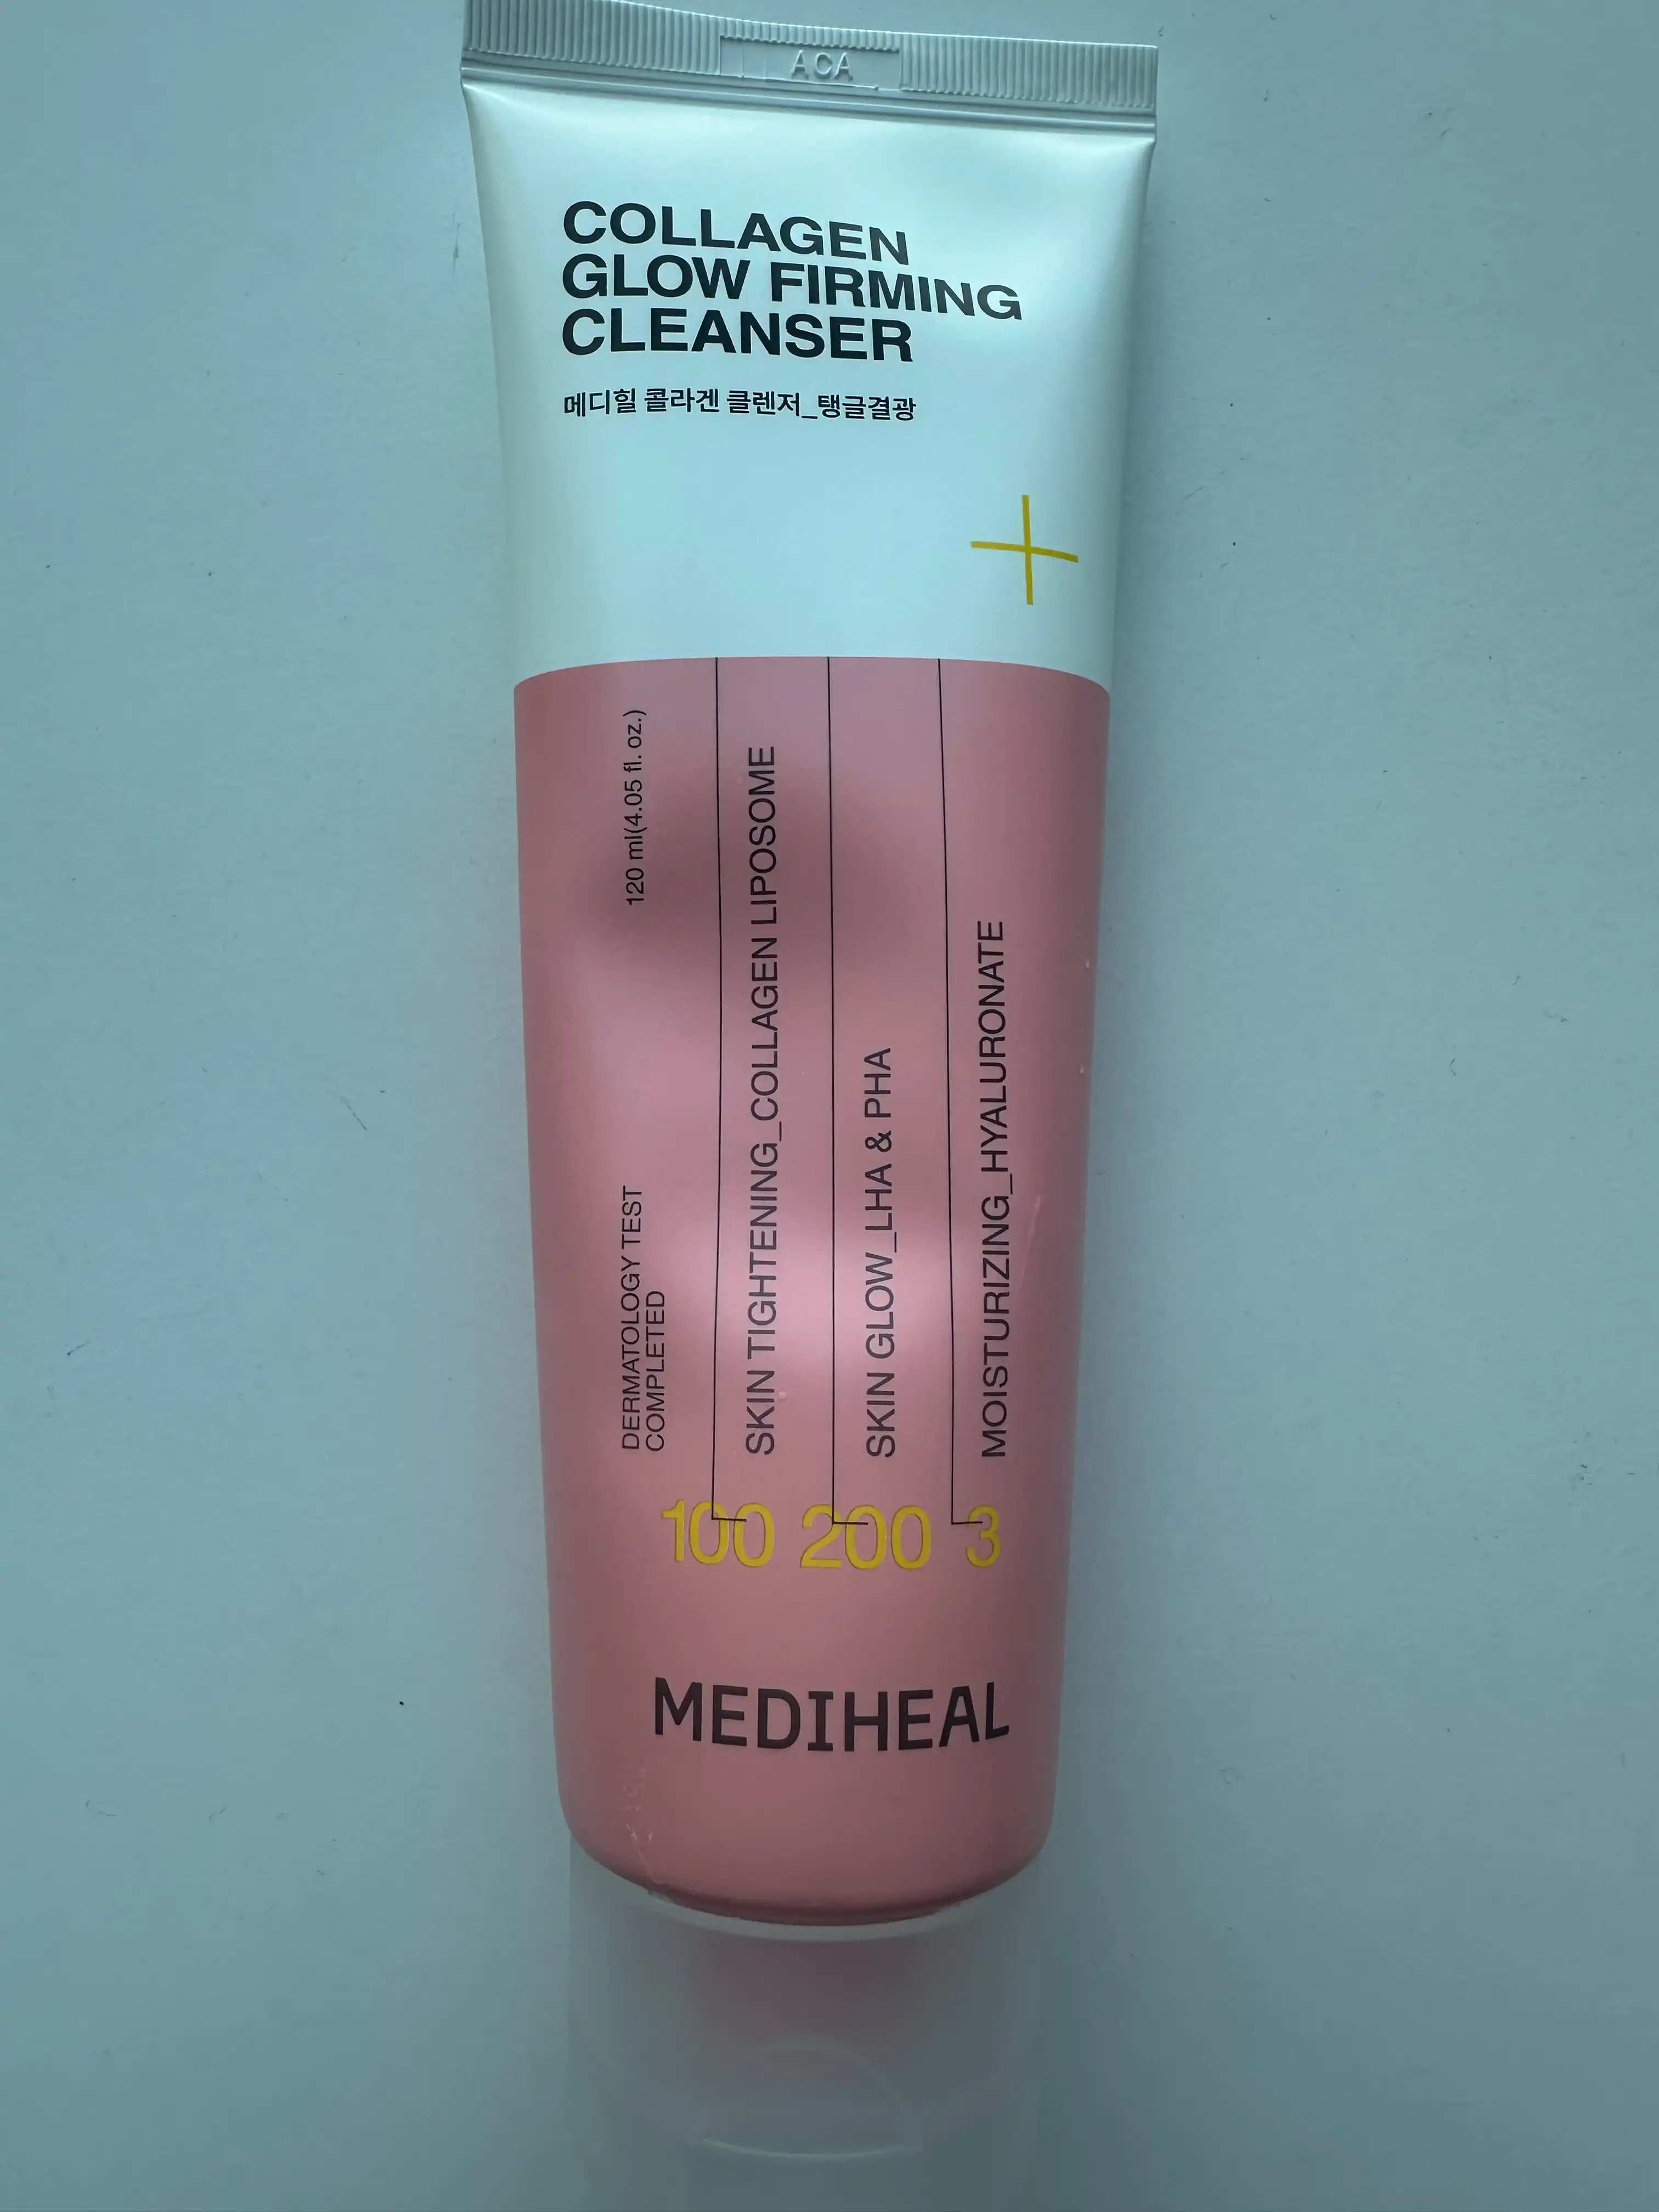 ACA
COLLAGEN
GLOW FIRMING
CLEANSER
메디힐 콜라겐 클렌저_탱글결광
120 ml(4.05 fl. oz.)
DERMATOLOGY TEST
COMPLETED
SKIN TIGHTENING_COLLAGEN LIPOSOME
SKIN GLOW_LHA & PHA
MOISTURIZING_HYALURONATE
100 200 3
MEDIHEAL